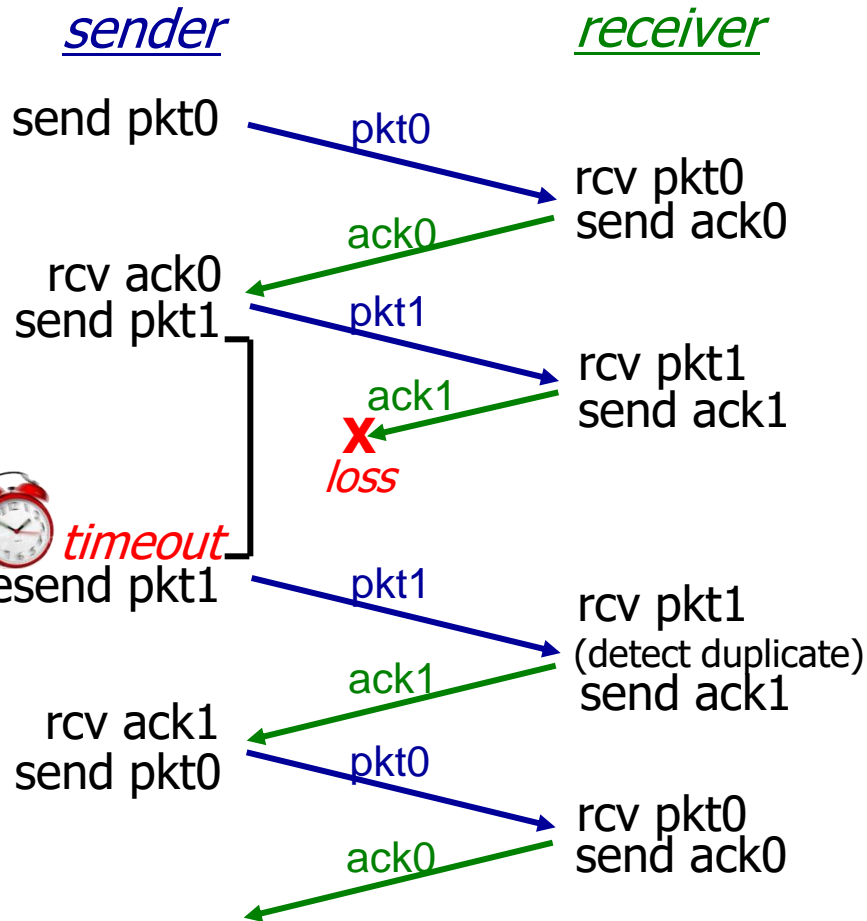 sender
receiver
send pkt0
pkt0
rcv pkt0
send ack0
ack0
rcv ack0
send pkt1
pkt1
rcv pkt1
send ack1
ack1
X
loss
timeout
esend pkt1
pkt1
rcv pkt1
(detect duplicate)
send ack1
ack1
rcv ack1
send pkt0
pkt0
rcv pkt0
send ack0
ack0